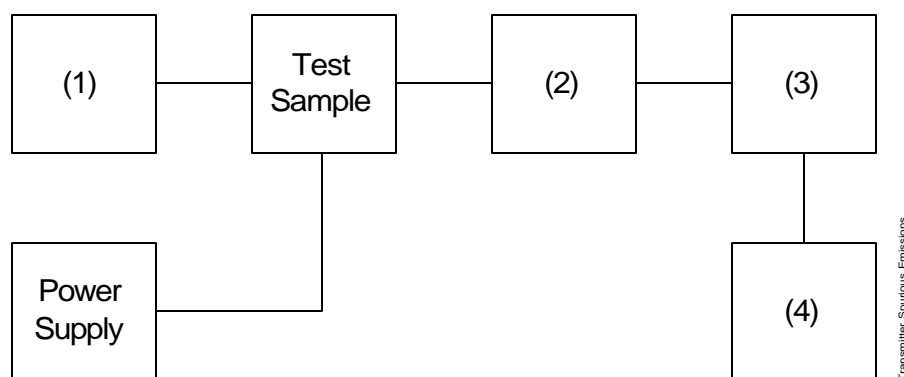 (1)
Test
Sample
(2)
(3)
Power
Supply
(4)
Transmitter Spurious Emissions